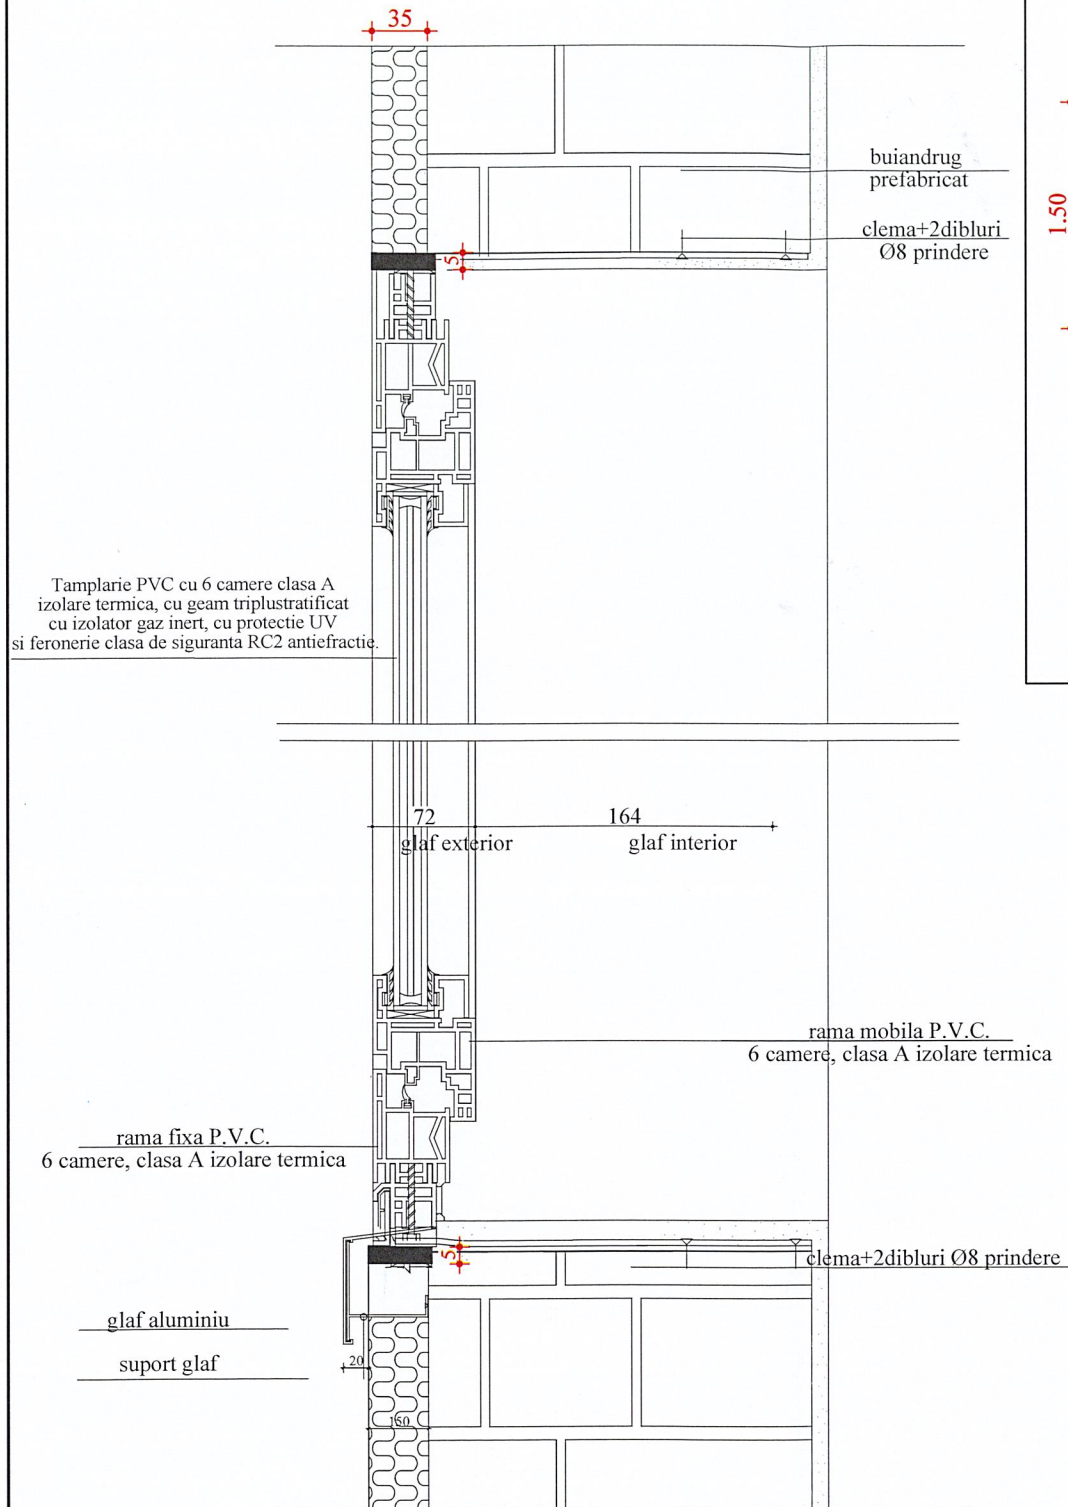 35
buiandrug
prefabricat
1.50
clema+2dibluri
Ø8 prindere
5
Tamplarie PVC cu 6 camere clasa A
izolare termica, cu geam triplustratificat
cu izolator gaz inert, cu protectie UV
si feronerie clasa de siguranta RC2 antiefractie.
72
164
glaf exterior
glaf interior
rama mobila P.V.C.
6 camere, clasa A izolare termica
rama fixa P.V.C.
6 camere, clasa A izolare termica
5
clema+2dibluri Ø8 prindere
glaf aluminiu
suport glaf
20
150